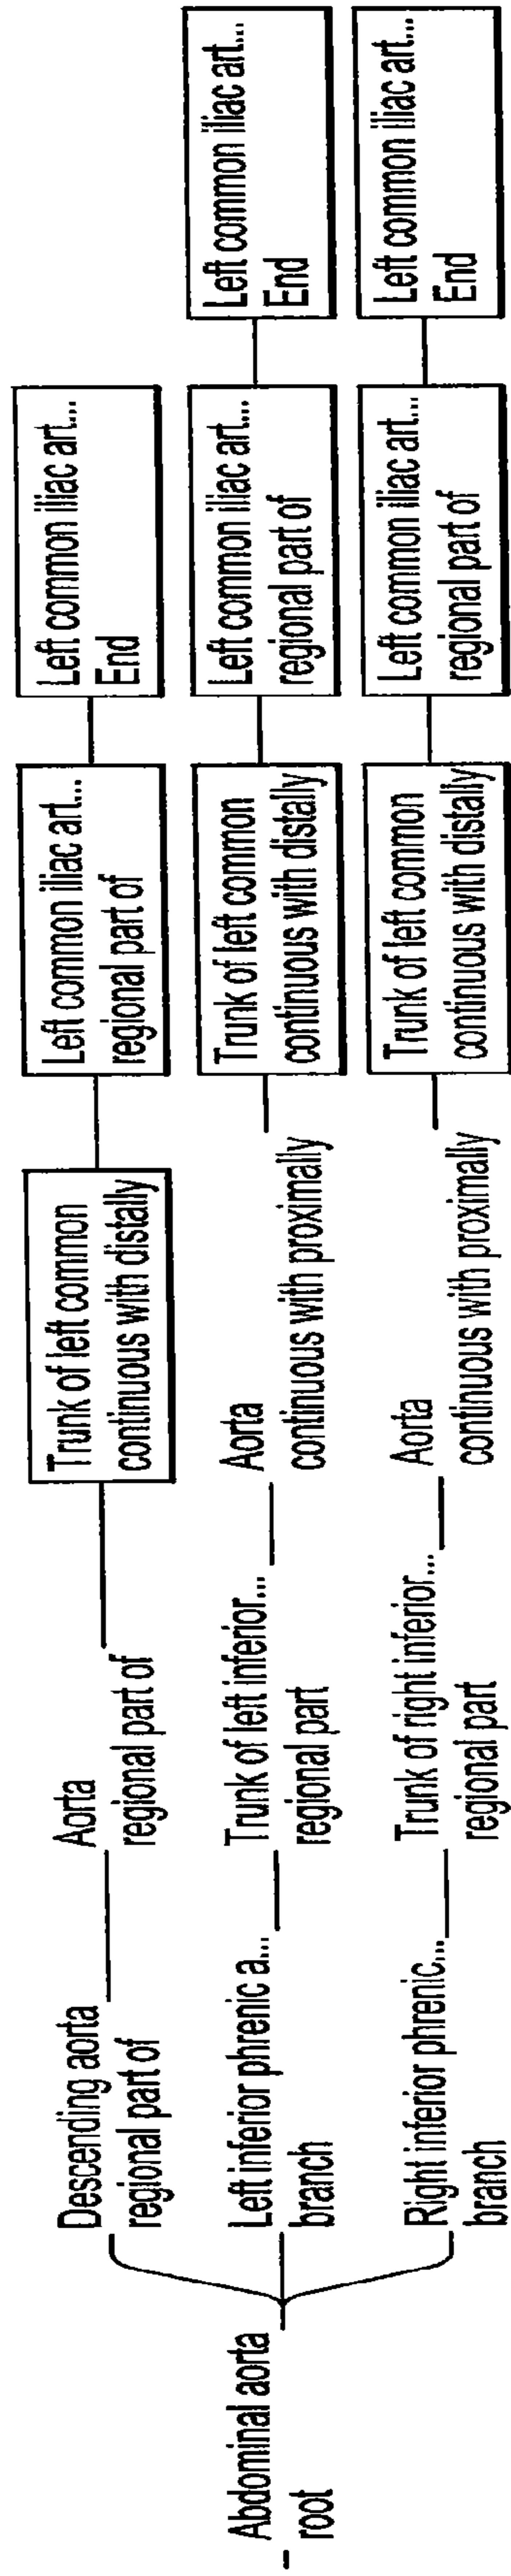 Abdominal aorta
root
Descending aorta
regional part of
Aorta
regional part of
Trunk of left common
continuous with distally
Left common iliac art...
regional part of
Left common iliac art...
End
Left inferior phrenic a...
branch
Trunk of left inferior...
regional part
Aorta
continuous with proximally
Trunk of left common
continuous with distally
Left common iliac art...
regional part of
Left common iliac art...
End
Right inferior phrenic...
branch
Trunk of right inferior...
regional part
Aorta
continuous with proximally
Trunk of left common
continuous with distally
Left common iliac art...
regional part of
Left common iliac art...
End